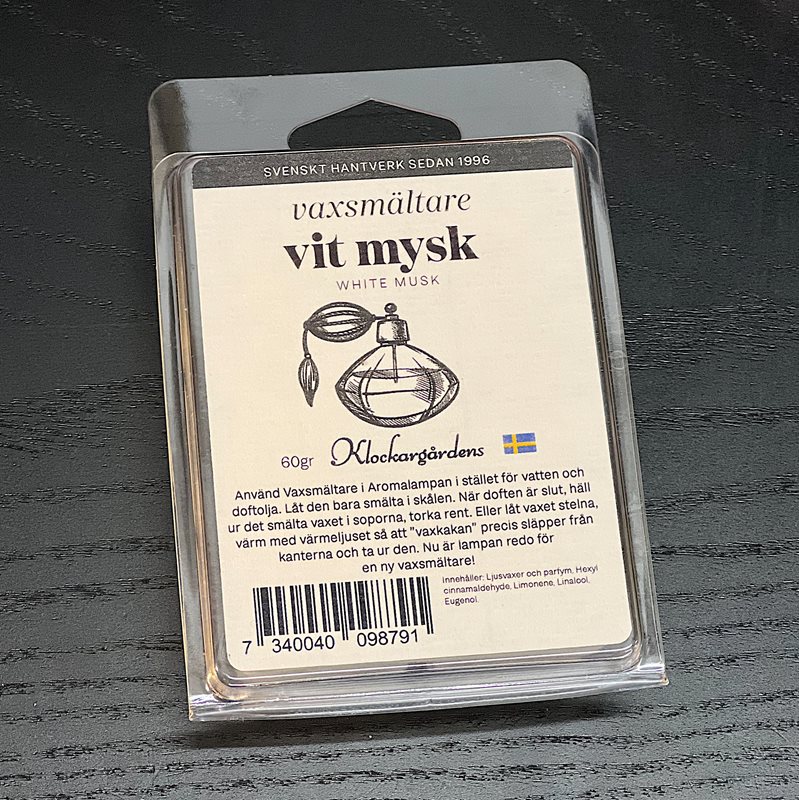 SVENSKT HANTVERK SEDAN 1996
vaxsmältare
vit mysk
WHITE MUSK
60gr Klockargårdens
Använd Vaxsmältare i Aromalampan i stället för vatten och
doftolja. Låt den bara smälta i skålen. När doften är slut, häll
ur det smälta vaxet i soporna, torka rent. Eller låt vaxet stelna,
värm med värmeljuset så att "vaxkakan" precis släpper från
kanterna och ta ur den. Nu är lampan redo för
en ny vaxsmältare!
Innehåller: Ljusvaxer och parfym. Hexyl
cinnamaldehyde, Limonene, Linalool,
Eugenol.
7 340040 098791